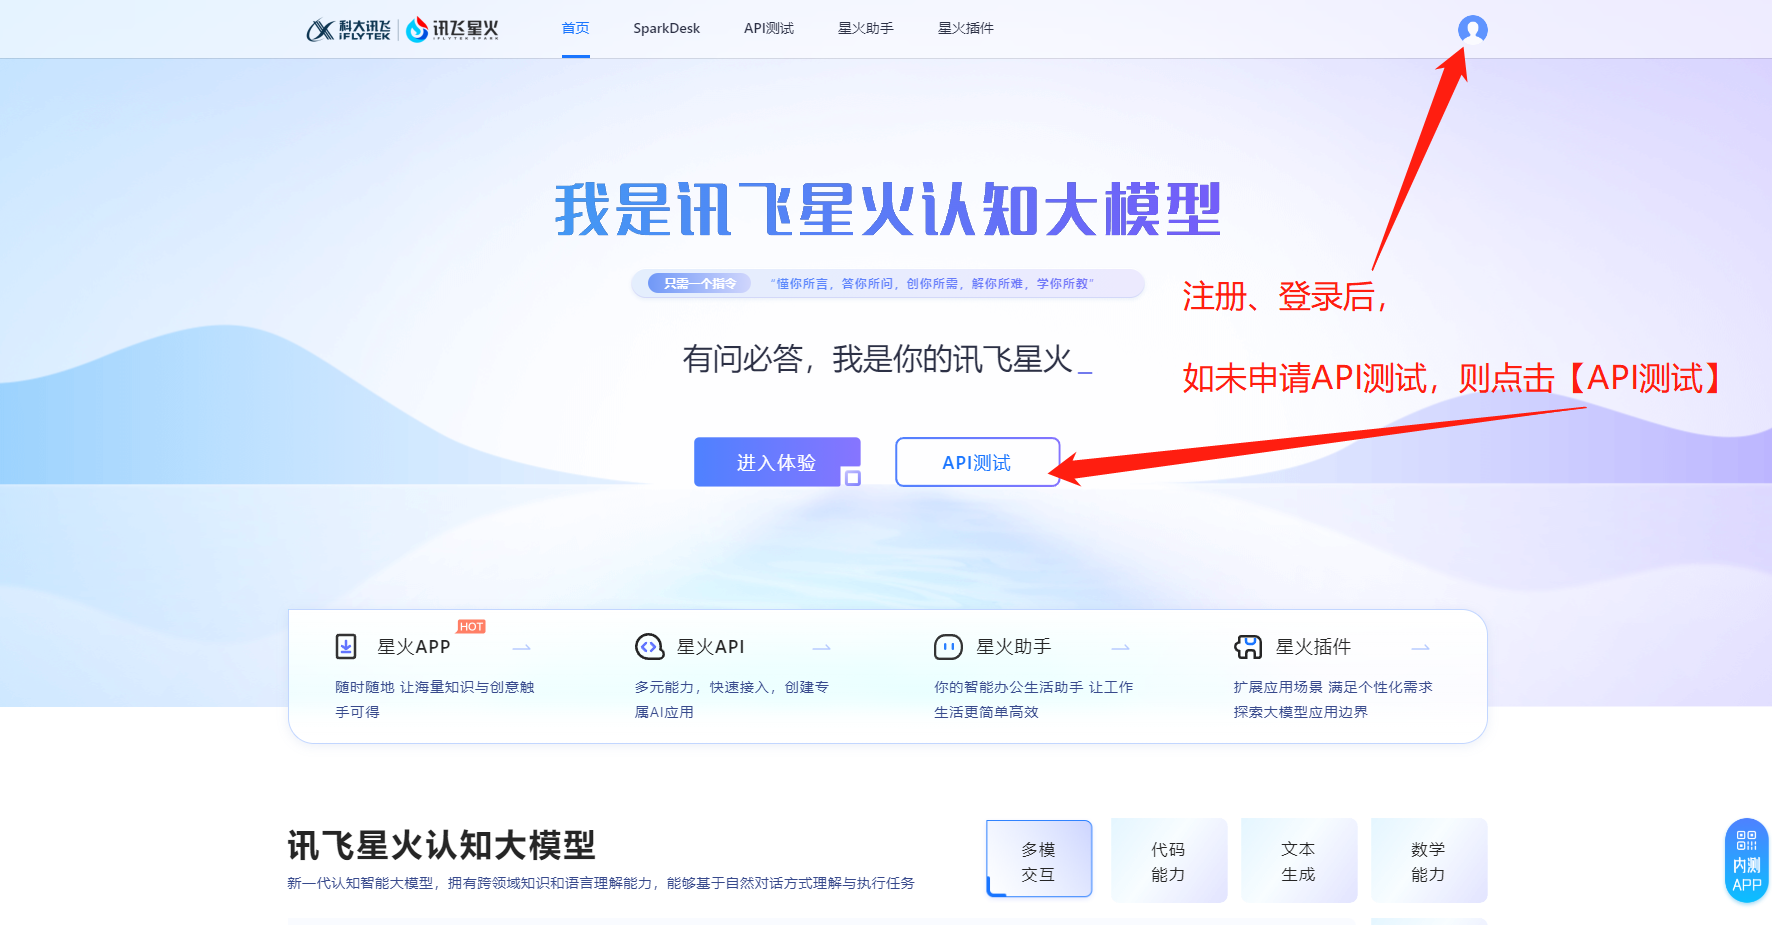 科大讯飞 iFLYTEK 讯飞星火 IFLYTEK SPARK 首页 SparkDesk API测试 星火助手 星火插件
我是讯飞星火认知大模型
只需一个指令 “懂你所言，答你所问，创你所需，解你所难，学你所教”
注册、登录后，
有问必答，我是你的讯飞星火_
如未申请API测试，则点击【API测试】
进入体验 API测试
星火APP HOT
随时随地 让海量知识与创意触
手可得
星火API
多元能力，快速接入，创建专
属AI应用
星火助手
你的智能办公生活助手 让工作
生活更简单高效
星火插件
扩展应用场景 满足个性化需求
探索大模型应用边界
讯飞星火认知大模型
新一代认知智能大模型，拥有跨领域知识和语言理解能力，能够基于自然对话方式理解与执行任务
多模
交互
代码
能力
文本
生成
数学
能力
内测
APP